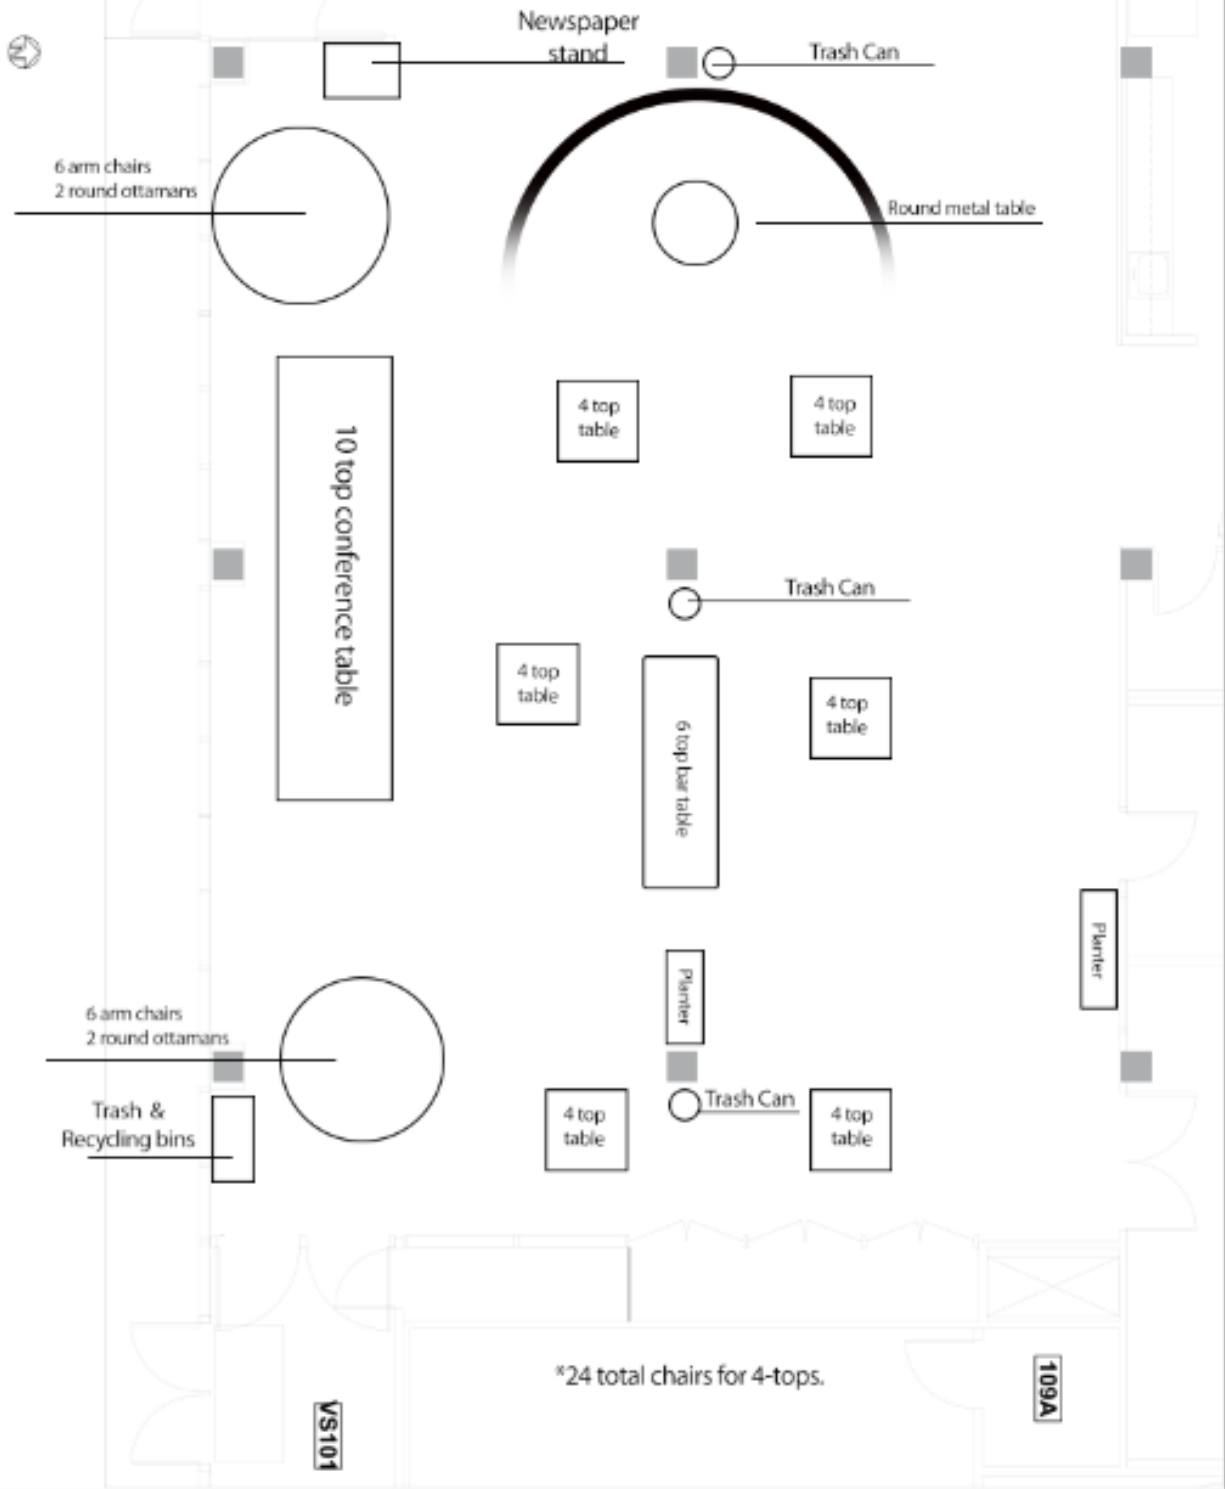 Newspaper
stand
Trash Can
6 arm chairs
2 round ottamans
Round metal table
4 top
table
4 top
table
10 top conference table
Trash Can
4 top
table
4 top
table
6 top bar table
Planter
Planter
6 arm chairs
2 round ottamans
Trash &
Recycling bins
Trash Can
4 top
table
4 top
table
*24 total chairs for 4-tops.
109A
VS101